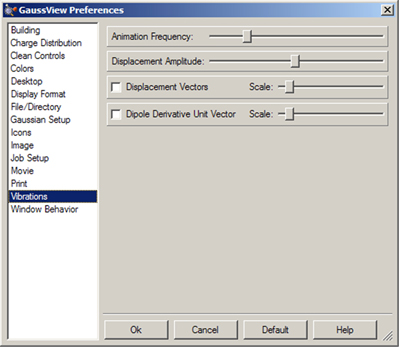 GaussView Preferences
Building
Charge Distribution
Clean Controls
Colors
Desktop
Display Format
File/Directory
Gaussian Setup
Icons
Image
Job Setup
Movie
Print
Vibrations
Window Behavior
Animation Frequency:
Displacement Amplitude:
Displacement Vectors Scale:
Dipole Derivative Unit Vector Scale:
Ok Cancel Default Help